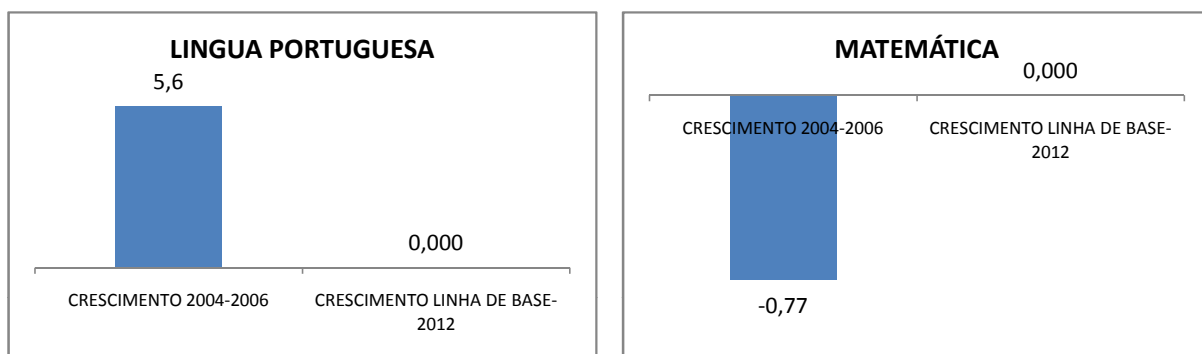 LINGUA PORTUGUESA
5,6
0,000
CRESCIMENTO 2004-2006
CRESCIMENTO LINHA DE BASE-
2012
MATEMÁTICA
0,000
CRESCIMENTO 2004-2006
CRESCIMENTO LINHA DE BASE-
2012
-0,77